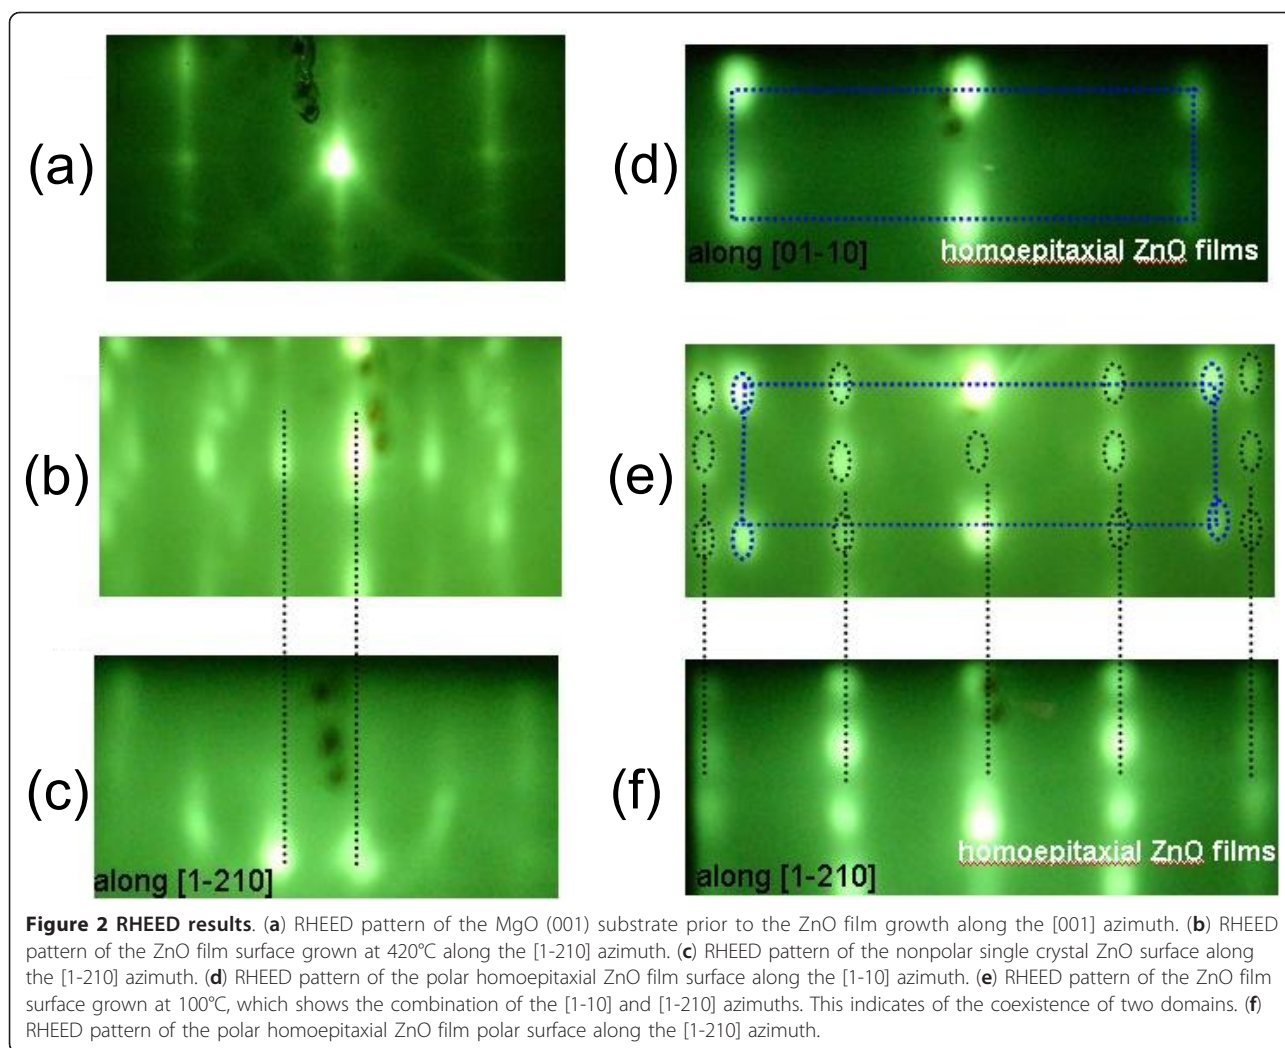 (a)
(d)
along [01-10]
homoepitaxial ZnO films
(b)
(e)
(c)
along [1-210]
(f)
homoepitaxial ZnO films
along [1-210]
Figure 2 RHEED results. (a) RHEED pattern of the MgO (001) substrate prior to the ZnO film growth along the [001] azimuth. (b) RHEED
pattern of the ZnO film surface grown at 420°C along the [1-210] azimuth. (c) RHEED pattern of the nonpolar single crystal ZnO surface along
the [1-210] azimuth. (d) RHEED pattern of the polar homoepitaxial ZnO film surface along the [1-10] azimuth. (e) RHEED pattern of the ZnO film
surface grown at 100°C, which shows the combination of the [1-10] and [1-210] azimuths. This indicates of the coexistence of two domains. (f)
RHEED pattern of the polar homoepitaxial ZnO film polar surface along the [1-210] azimuth.